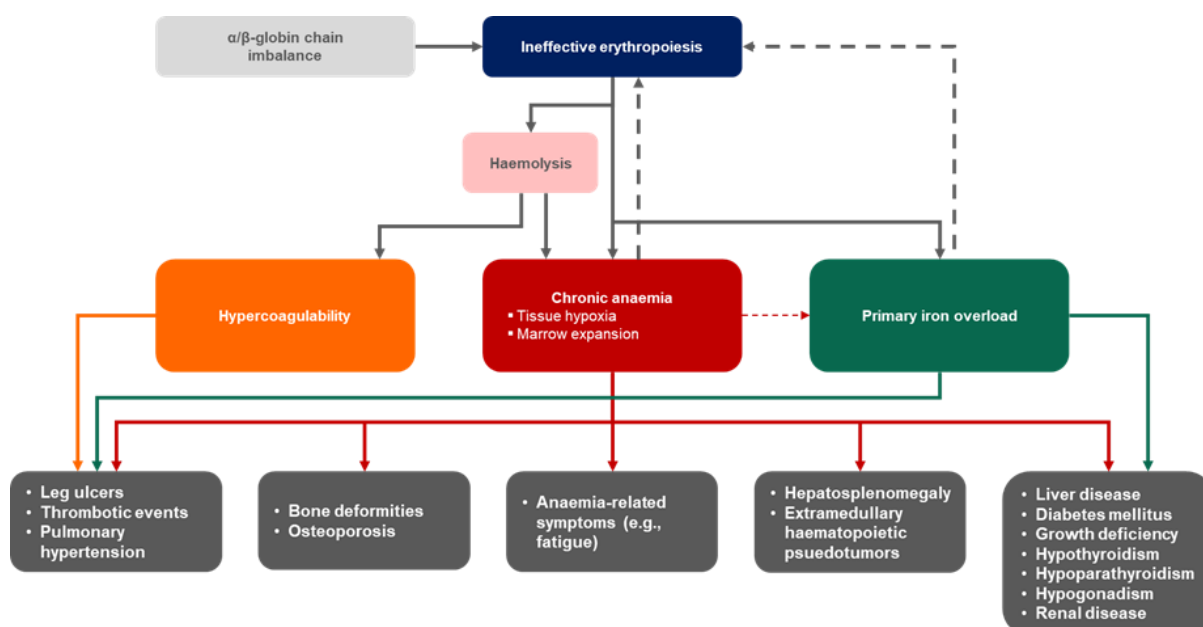 α/β-globin chain
imbalance
Ineffective erythropoiesis
Haemolysis
Hypercoagulability
Chronic anaemia
▪ Tissue hypoxia
▪ Marrow expansion
Primary iron overload
• Leg ulcers
• Thrombotic events
• Pulmonary
hypertension
• Bone deformities
• Osteoporosis
• Anaemia-related
symptoms (e.g.,
fatigue)
• Hepatosplenomegaly
• Extramedullary
haematopoietic
psuedotumors
• Liver disease
• Diabetes mellitus
• Growth deficiency
• Hypothyroidism
• Hypoparathyroidism
• Hypogonadism
• Renal disease